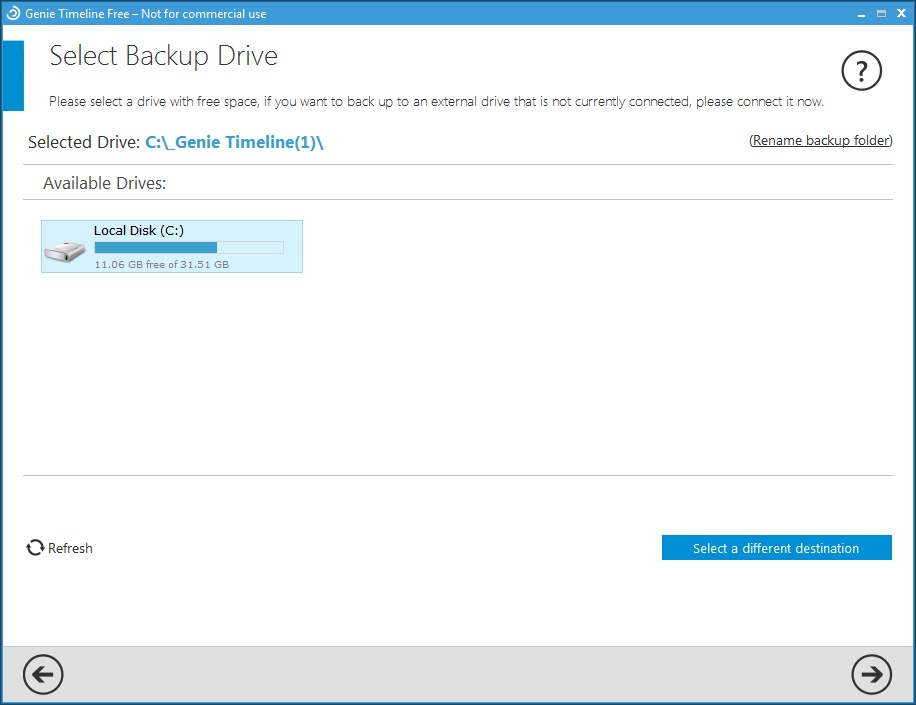 Genie Timeline Free – Not for commercial use
Select Backup Drive
?
Please select a drive with free space, if you want to back up to an external drive that is not currently connected, please connect it now.
Selected Drive: C:\_Genie Timeline(1)\
(Rename backup folder)
Available Drives:
Local Disk (C:)
11.06 GB free of 31.51 GB
Refresh
Select a different destination